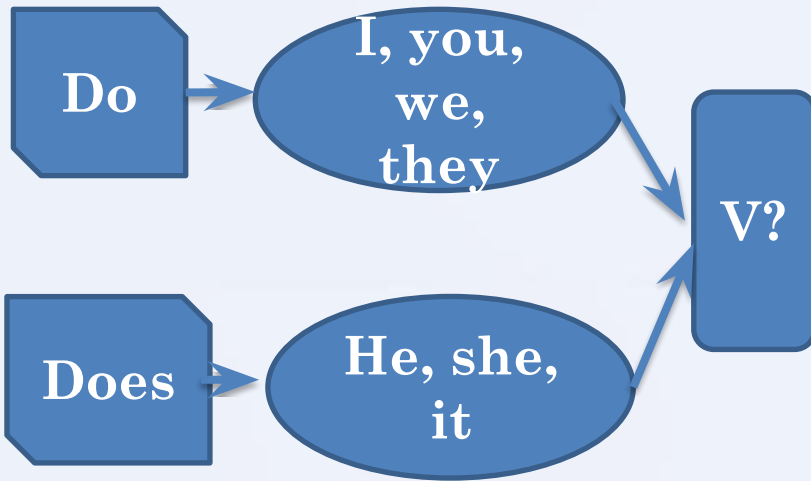 Do
I, you,
we,
they
V?
Does
He, she,
it